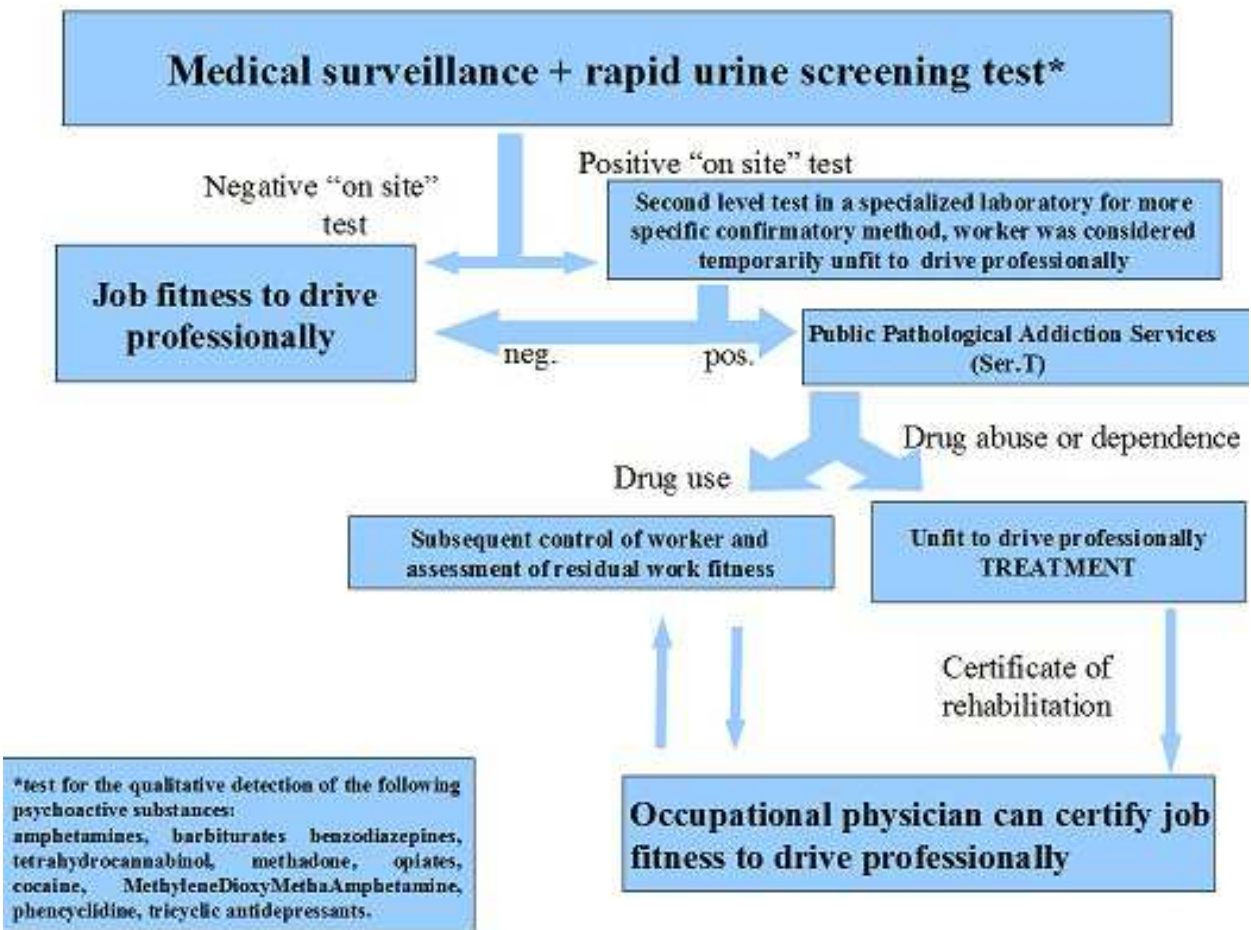 Medical surveillance + rapid urine screening test*
Negative “on site”
test
Positive “on site” test
Second level test in a specialized laboratory for more
specific confirmatory method, worker was considered
temporarily unfit to drive professionally
Job fitness to drive
professionally
neg.
pos.
Public Pathological Addiction Services
(Ser.T)
Drug use
Drug abuse or dependence
Subsequent control of worker and
assessment of residual work fitness
Unfit to drive professionally
TREATMENT
Certificate of
rehabilitation
Occupational physician can certify job
fitness to drive professionally
*test for the qualitative detection of the following
psychoactive substances:
amphetamines, barbiturates benzodiazepines,
tetrahydrocannabinol, methadone, opiates,
cocaine, MethyleneDioxyMethaAmphetamine,
phencyclidine, tricyclic antidepressants.